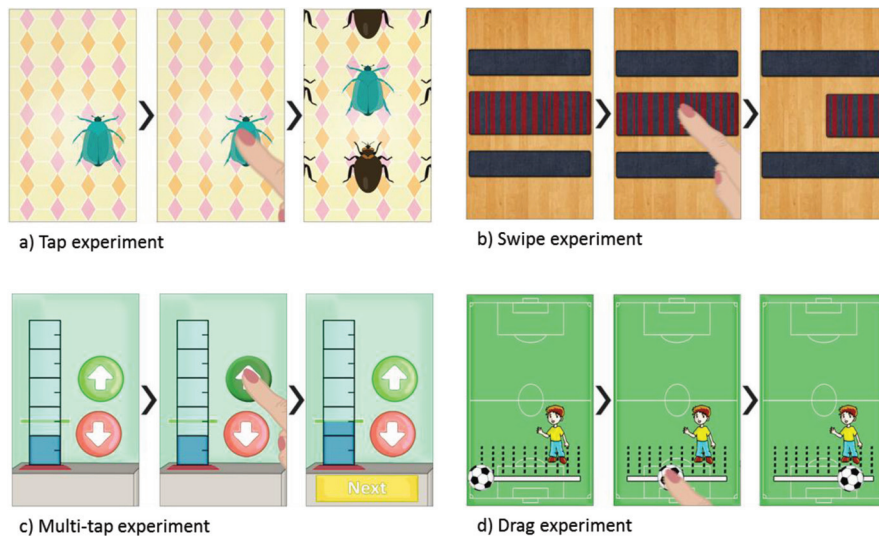 a) Tap experiment
b) Swipe experiment
Next
c) Multi-tap experiment
d) Drag experiment